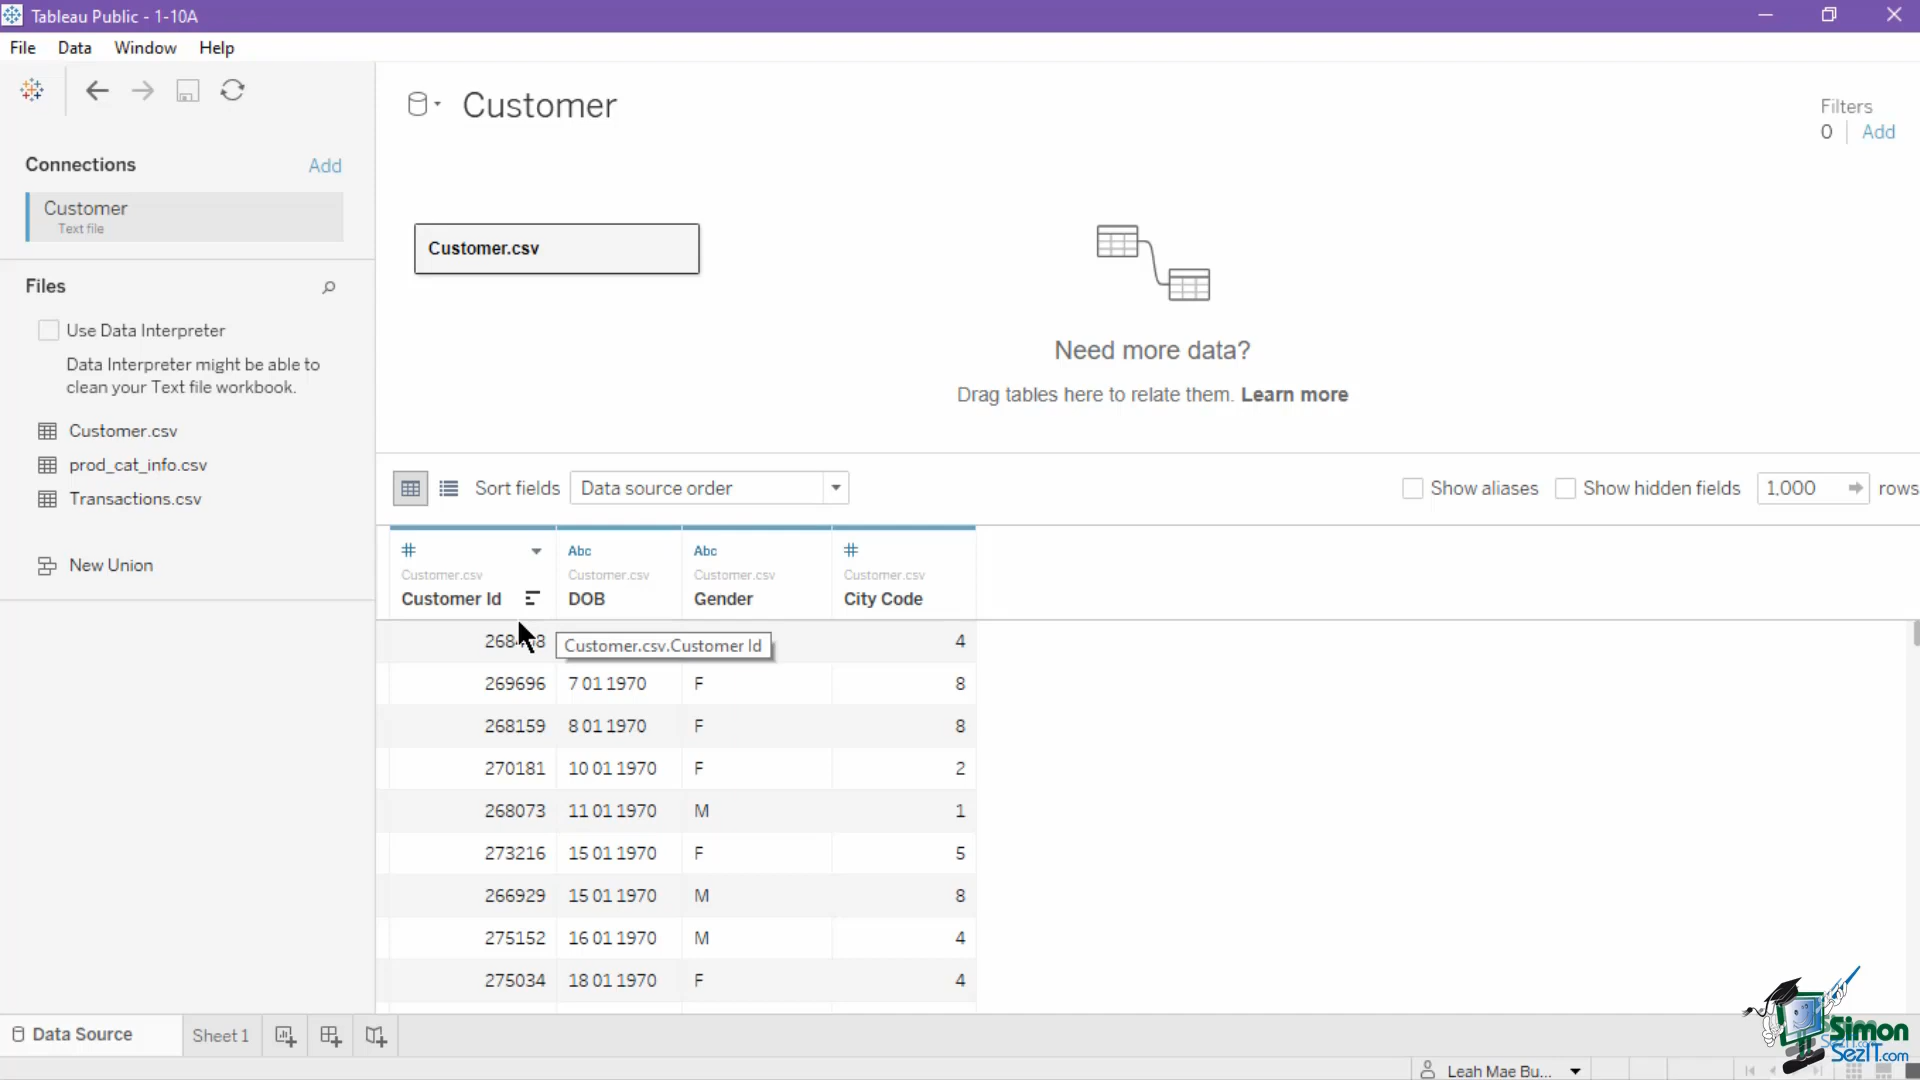 Tableau Public - 1-10A
File Data Window Help
Customer
Filters
0 Add
Connections Add
Customer
Text file
Customer.csv
Files
Use Data Interpreter
Data Interpreter might be able to
clean your Text file workbook.
Need more data?
Drag tables here to relate them. Learn more
Customer.csv
prod_cat_info.csv
Transactions.csv
New Union
Sort fields Data source order Show aliases Show hidden fields 1,000 rows
# Abc Abc #
Customer.csv Customer.csv Customer.csv Customer.csv
Customer Id DOB Gender City Code
4
Customer.csv.Customer Id
269696 7 01 1970 F 8
268159 8 01 1970 F 8
270181 10 01 1970 F 2
268073 11 01 1970 M 1
273216 15 01 1970 F 5
266929 15 01 1970 M 8
275152 16 01 1970 M 4
275034 18 01 1970 F 4
Data Source Sheet 1
Leah Mae Bu...
Simon
SezIT.com